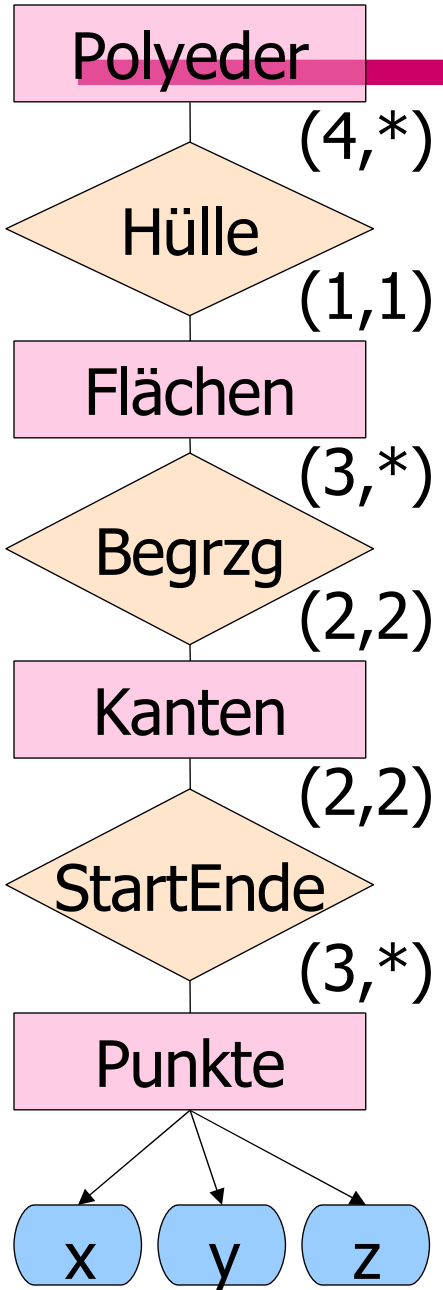 Polyeder
(4,*)
Hülle
(1,1)
Flächen
(3,*)
Begrzg
(2,2)
Kanten
(2,2)
StartEnde
(3,*)
Punkte
x y z